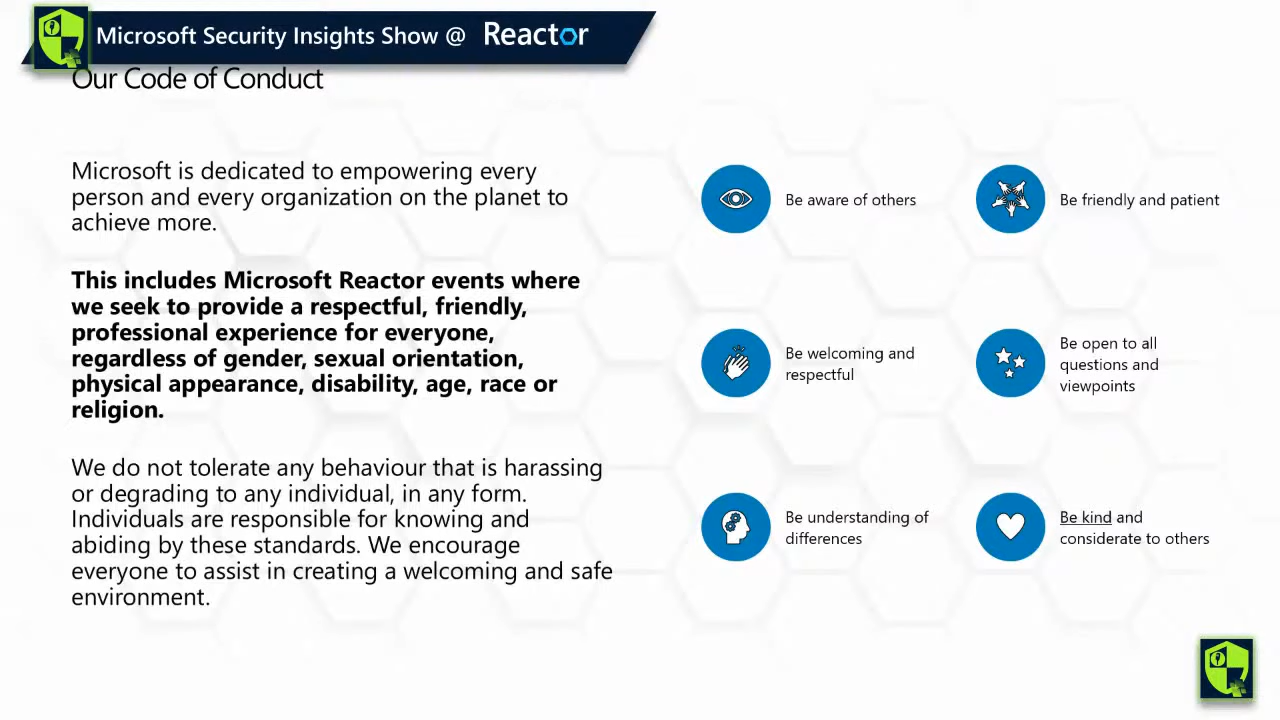 Microsoft Security Insights Show @ Reactor
Our Code of Conduct
Microsoft is dedicated to empowering every
person and every organization on the planet to
achieve more.
This includes Microsoft Reactor events where
we seek to provide a respectful, friendly,
professional experience for everyone,
regardless of gender, sexual orientation,
physical appearance, disability, age, race or
religion.
We do not tolerate any behaviour that is harassing
or degrading to any individual, in any form.
Individuals are responsible for knowing and
abiding by these standards. We encourage
everyone to assist in creating a welcoming and safe
environment.
Be aware of others
Be friendly and patient
Be welcoming and
respectful
Be open to all
questions and
viewpoints
Be understanding of
differences
Be kind and
considerate to others